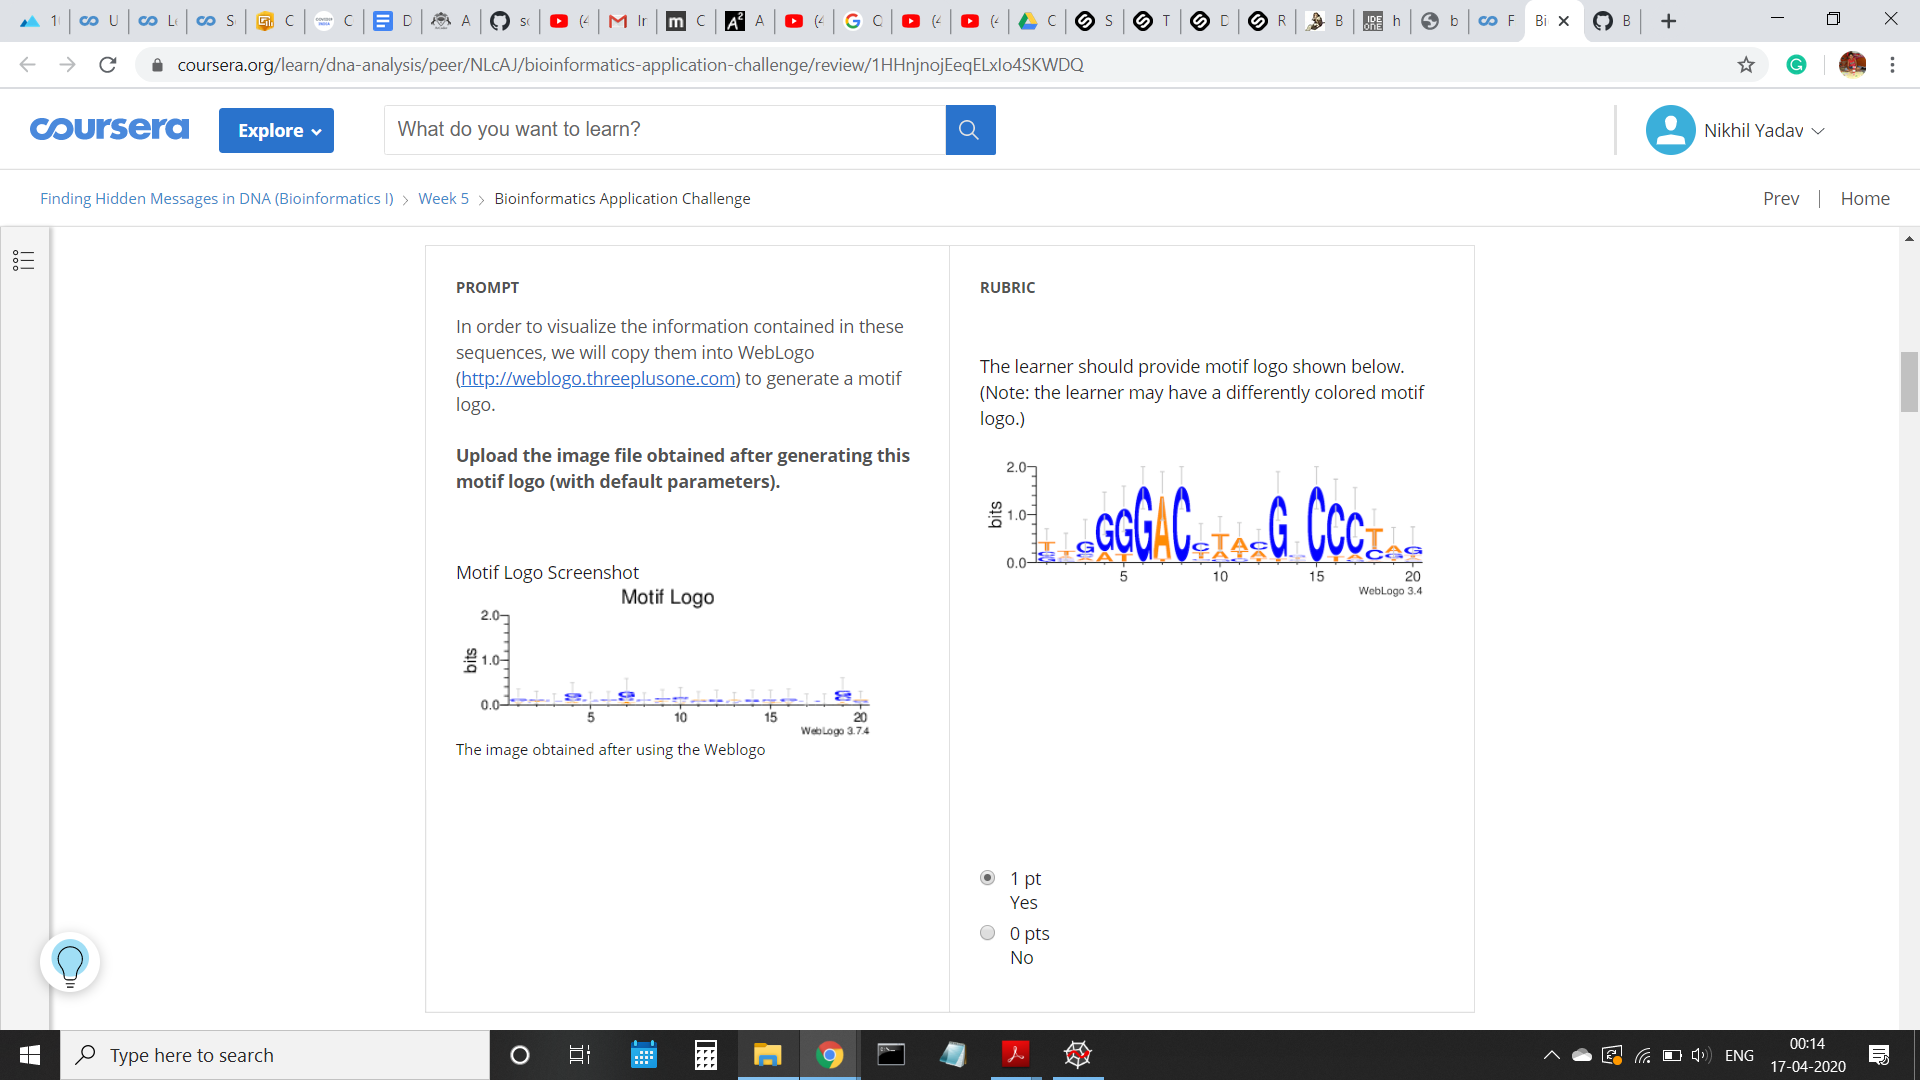 coursera.org/learn/dna-analysis/peer/NLcAJ/bioinformatics-application-challenge/review/1HHnjnojEeqELxIo4SKWDQ
coursera
Explore
What do you want to learn?
Nikhil Yadav
Finding Hidden Messages in DNA (Bioinformatics I) > Week 5 > Bioinformatics Application Challenge
Prev | Home
PROMPT
In order to visualize the information contained in these
sequences, we will copy them into WebLogo
(http://weblogo.threeplusone.com) to generate a motif
logo.
Upload the image file obtained after generating this
motif logo (with default parameters).
Motif Logo Screenshot
Motif Logo
2.0
bits
1.0
0.0
5 10 15 20
WebLogo 3.7.4
The image obtained after using the Weblogo
RUBRIC
The learner should provide motif logo shown below.
(Note: the learner may have a differently colored motif
logo.)
2.0
bits
1.0
0.0
5 10 15 20
WebLogo 3.4
1 pt
Yes
0 pts
No
Type here to search
ENG
00:14
17-04-2020